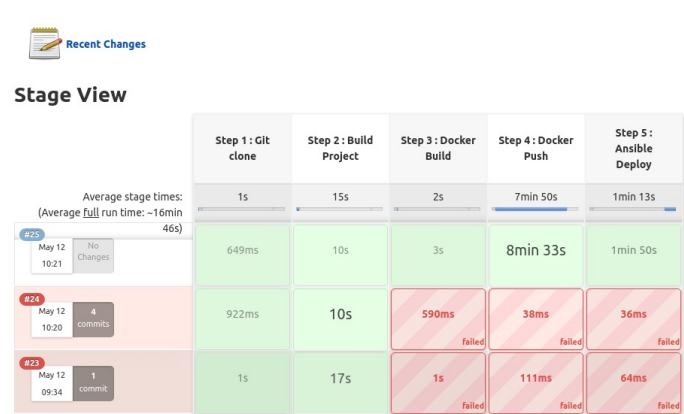 Recent Changes
Stage View
Step 1 : Git
clone
Step 2 : Build
Project
Step 3 : Docker
Build
Step 4 : Docker
Push
Step 5 :
Ansible
Deploy
Average stage times:
(Average full run time: ~16min
46s)
1s
15s
2s
7min 50s
1min 13s
#25
May 12
10:21
No
Changes
649ms
10s
3s
8min 33s
1min 50s
#24
May 12
10:20
4
commits
922ms
10s
590ms
failed
38ms
failed
36ms
failed
#23
May 12
09:34
1
commit
1s
17s
1s
failed
111ms
failed
64ms
failed